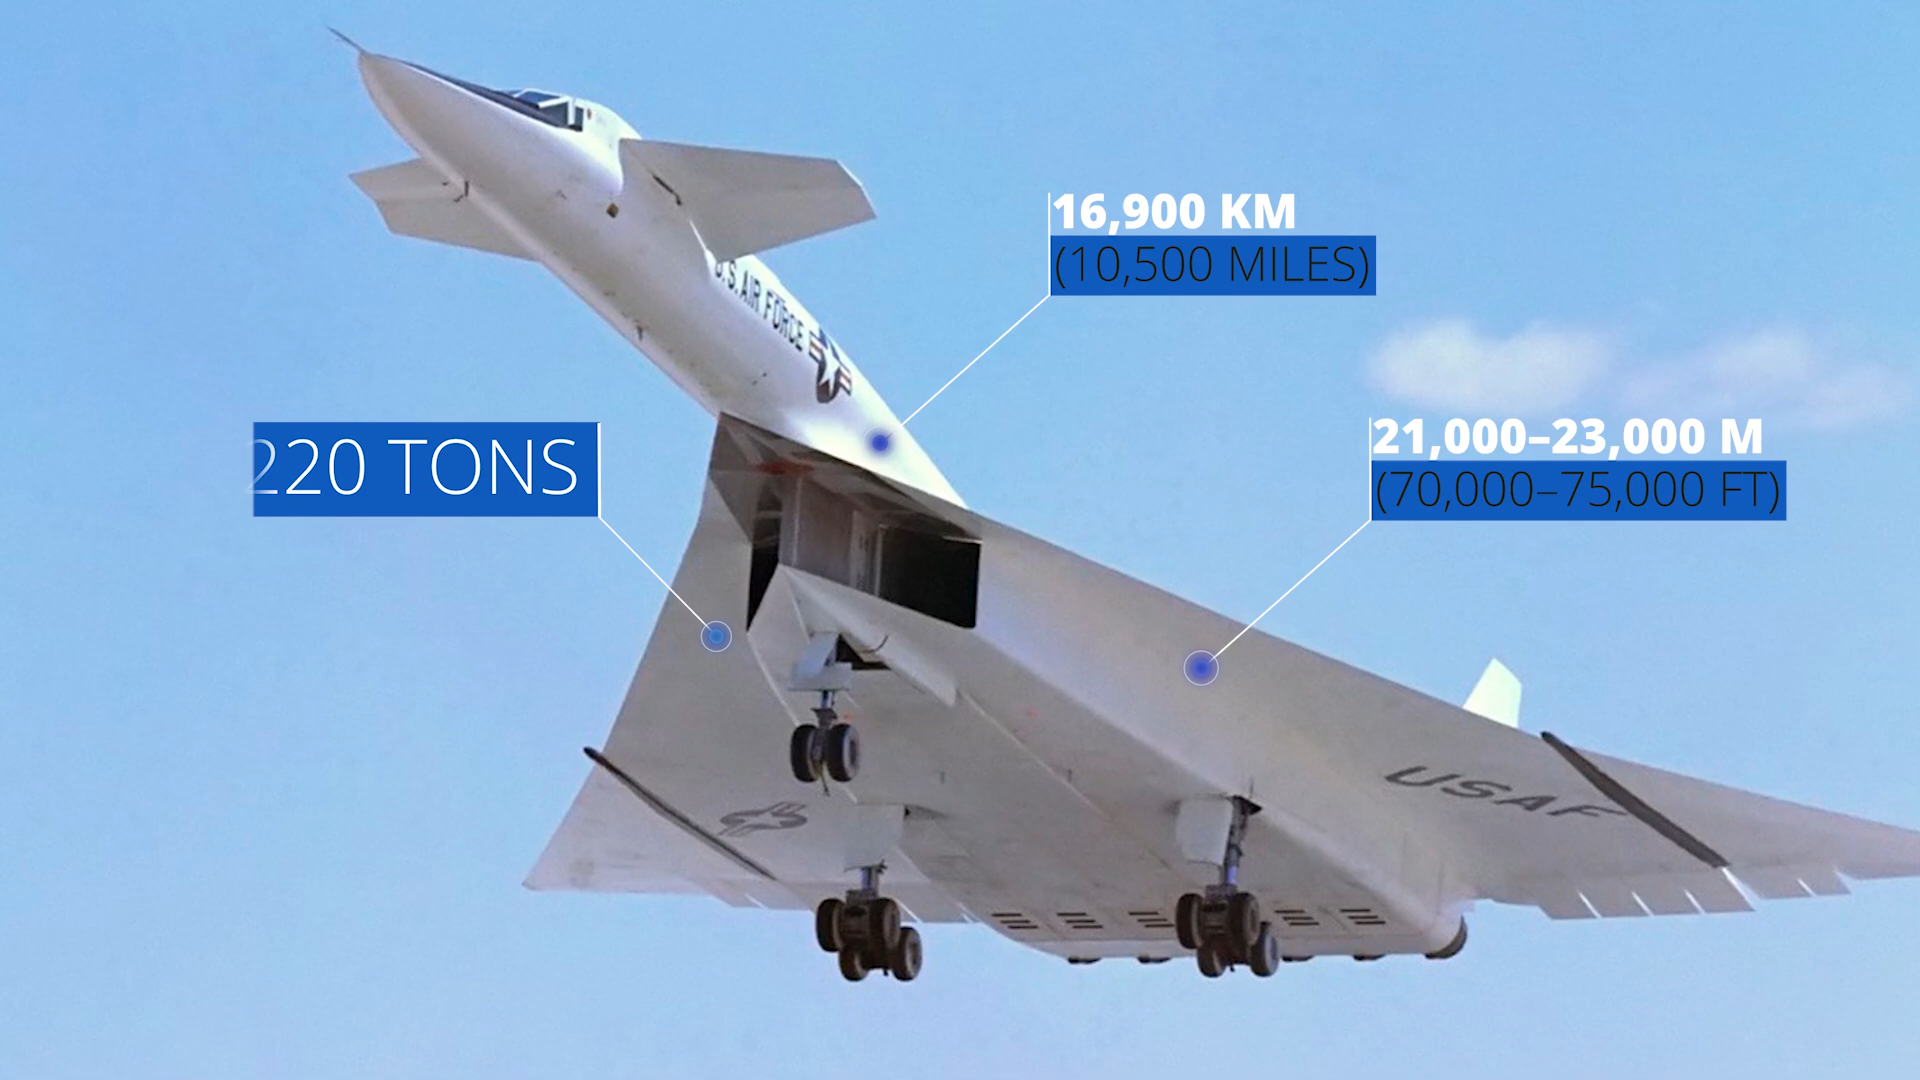 U.S. AIR FORCE
16,900 KM
(10,500 MILES)
220 TONS
21,000–23,000 M
(70,000–75,000 FT)
USAF